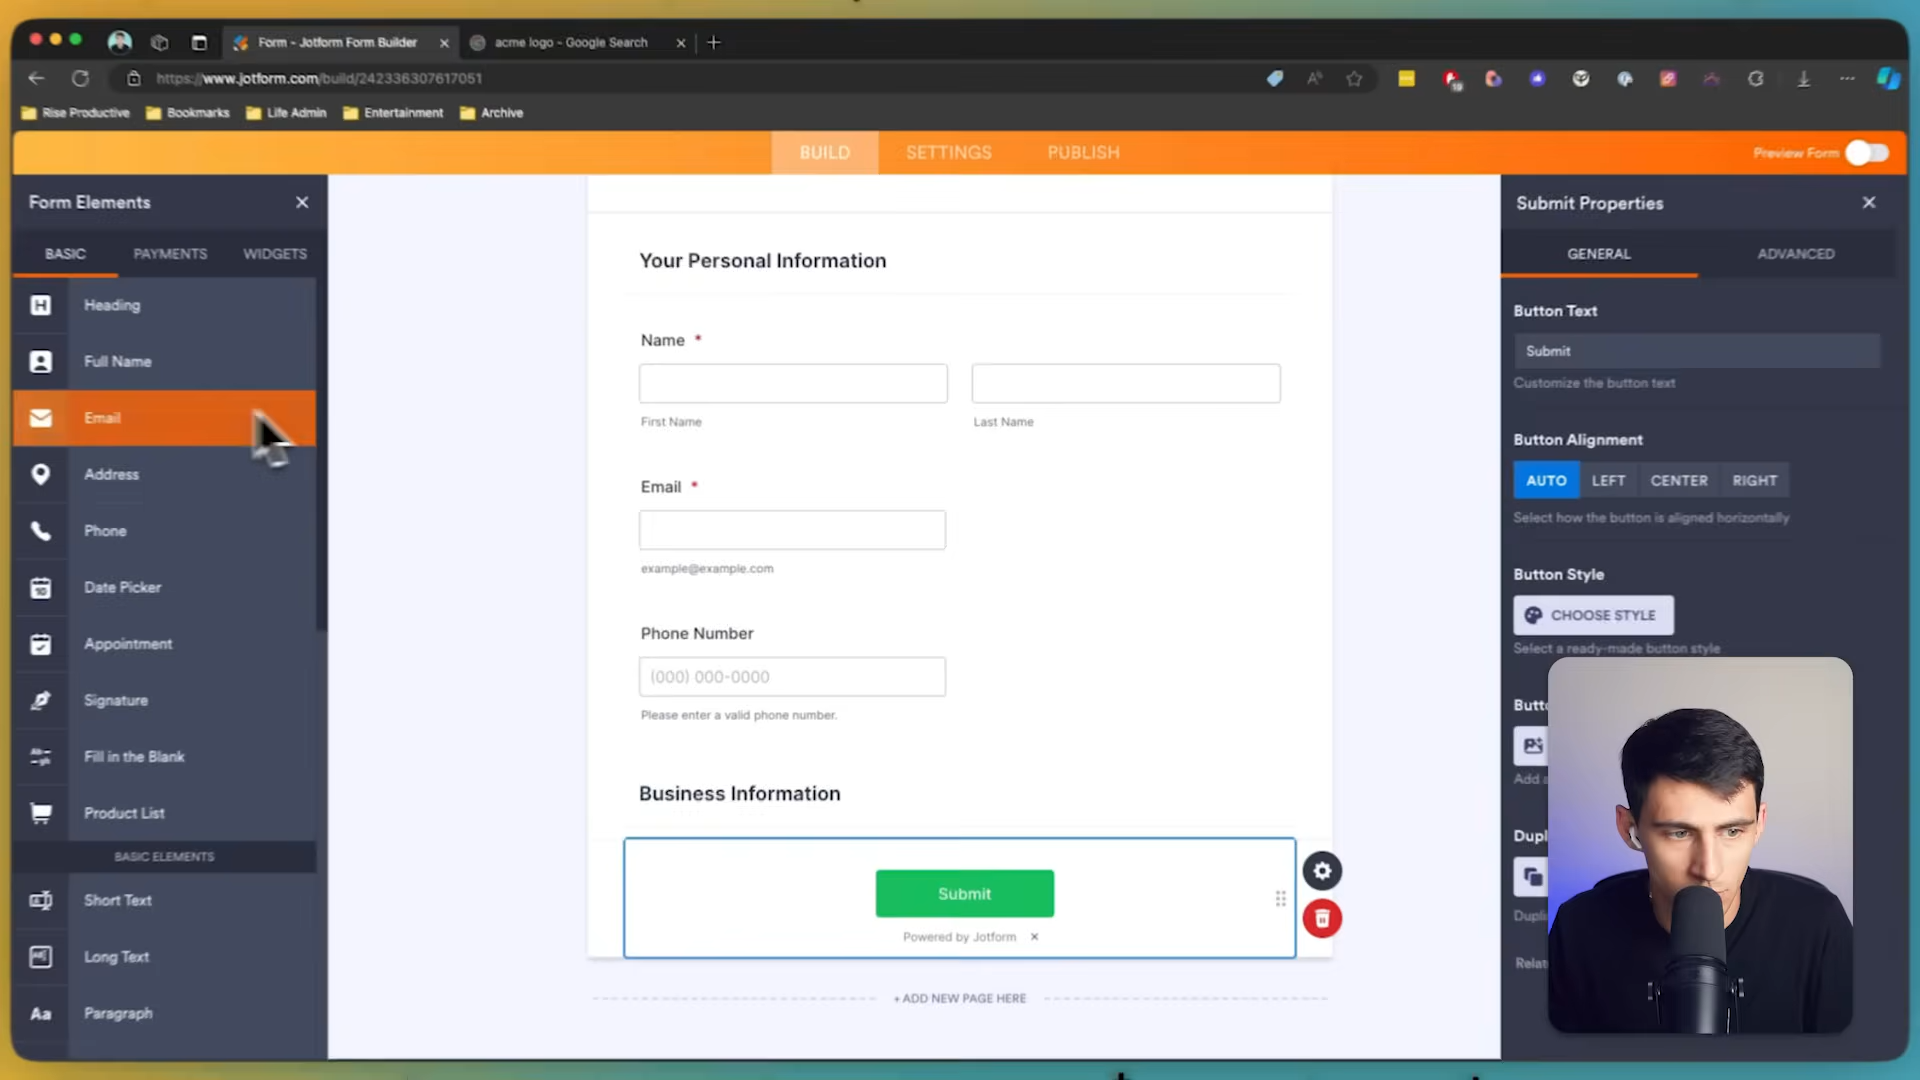 Form - Jotform Form Builder
acme logo - Google Search
https://www.jotform.com/build/242336307617051
19
Rise Productive
Bookmarks
Life Admin
Entertainment
Archive
BUILD
SETTINGS
PUBLISH
Preview Form
Form Elements
BASIC
PAYMENTS
WIDGETS
Heading
Full Name
Email
Address
Phone
Date Picker
Appointment
Signature
Fill in the Blank
Product List
BASIC ELEMENTS
Short Text
Long Text
Aa
Paragraph
Your Personal Information
Name *
First Name
Last Name
Email *
example@example.com
Phone Number
(000) 000-0000
Please enter a valid phone number.
Business Information
Submit
Powered by Jotform
+ ADD NEW PAGE HERE
Submit Properties
GENERAL
ADVANCED
Button Text
Submit
Customize the button text
Button Alignment
AUTO
LEFT
CENTER
RIGHT
Select how the button is aligned horizontally
Button Style
CHOOSE STYLE
Select a ready-made button style
Butt
Add
Dupl
Dupli
Relat